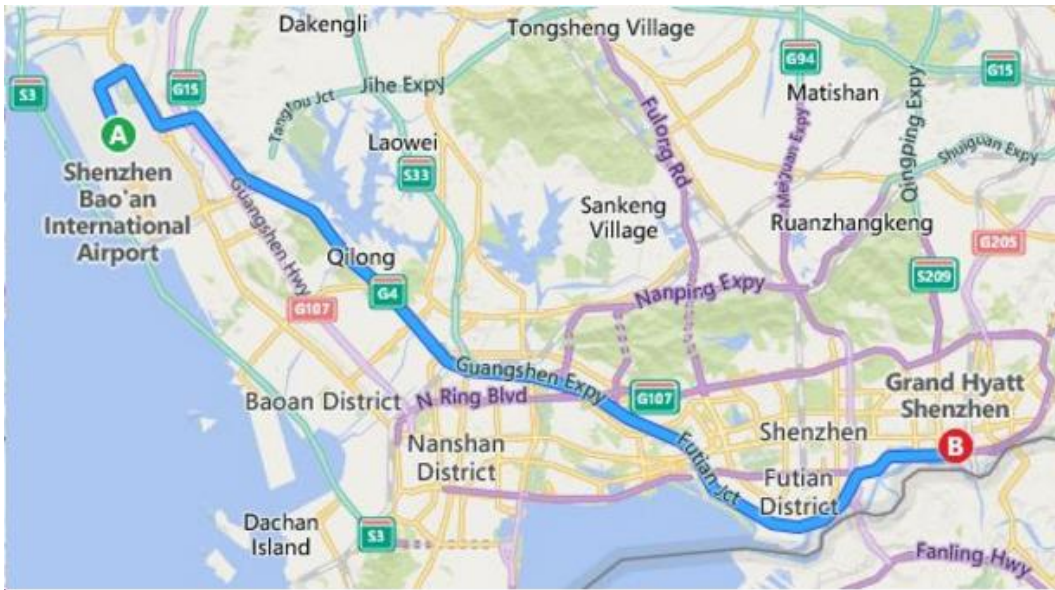 Dakengli
Tongsheng Village
G94
G15
S3
G15
Jihe Expy
Matishan
Qingping Expy
Tangtou Jct
A
Laowei
Fulong Rd
Meiguan Expy
Shuiguan Expy
Shenzhen
Bao'an
International
Airport
S33
Guangshen Hwy
Sankeng
Village
Ruanzhangkeng
G205
Qilong
G4
Nanping Expy
S209
G107
Guangshen Expy
Baoan District
N Ring Blvd
G107
Grand Hyatt
Shenzhen
Nanshan
District
Shenzhen
B
Futian Jct
Futian
District
Dachan
Island
S3
Fanling Hwy